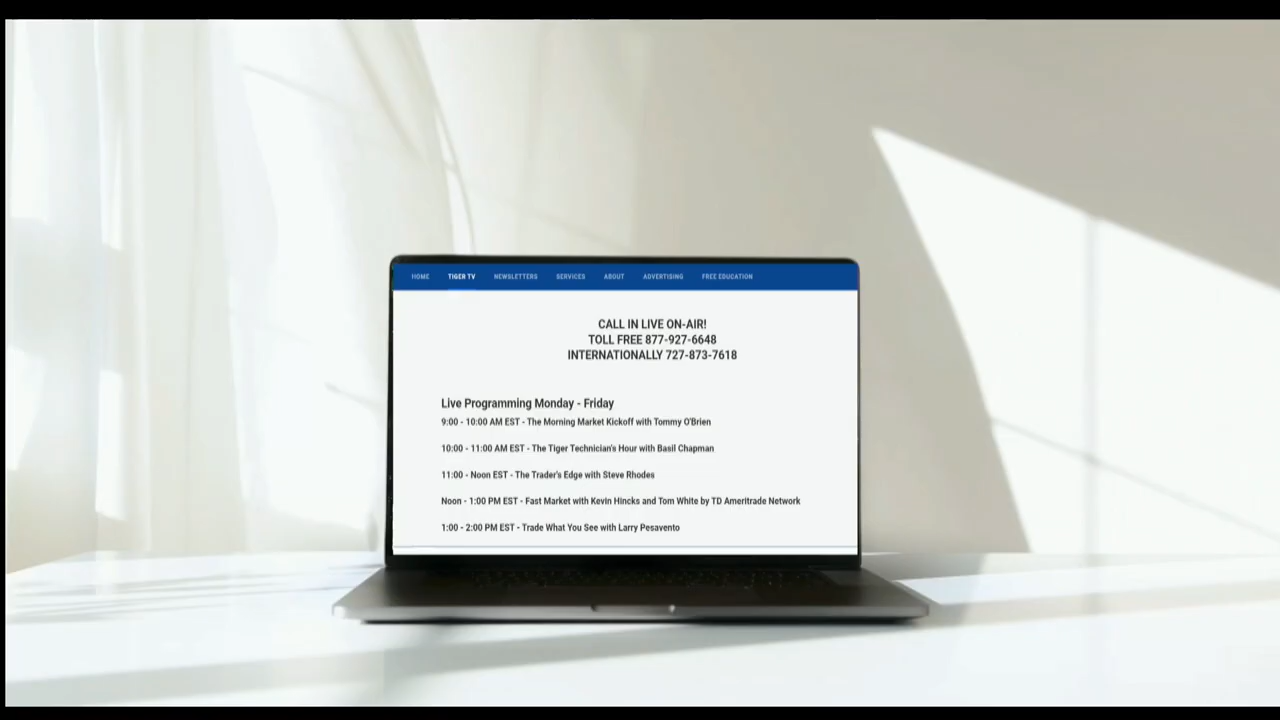 HOME TIGER TV NEWSLETTERS SERVICES ABOUT ADVERTISING FREE EDUCATION
CALL IN LIVE ON-AIR!
TOLL FREE 877-927-6648
INTERNATIONALLY 727-873-7618
Live Programming Monday - Friday
9:00 - 10:00 AM EST - The Morning Market Kickoff with Tommy O'Brien
10:00 - 11:00 AM EST - The Tiger Technician's Hour with Basil Chapman
11:00 - Noon EST - The Trader's Edge with Steve Rhodes
Noon - 1:00 PM EST - Fast Market with Kevin Hincks and Tom White by TD Ameritrade Network
1:00 - 2:00 PM EST - Trade What You See with Larry Pesavento